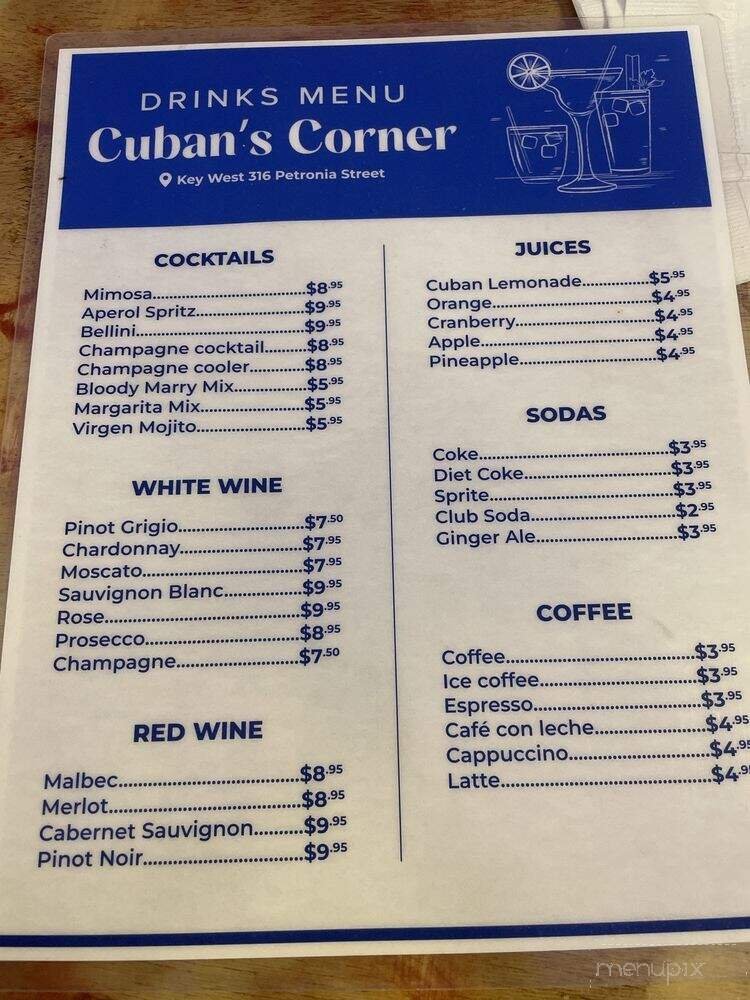 DRINKS MENU
Cuban's Corner
Key West 316 Petronia Street
COCKTAILS
Mimosa..............................$8.95
Aperol Spritz.....................$9.95
Bellini.................................$9.95
Champagne cocktail........$8.95
Champagne cooler...........$8.95
Bloody Marry Mix..............$5.95
Margarita Mix....................$5.95
Virgen Mojito.....................$5.95
WHITE WINE
Pinot Grigio.......................$7.50
Chardonnay.......................$7.95
Moscato.............................$7.95
Sauvignon Blanc...............$9.95
Rose...................................$9.95
Prosecco............................$8.95
Champagne......................$7.50
RED WINE
Malbec...............................$8.95
Merlot.................................$8.95
Cabernet Sauvignon........$9.95
Pinot Noir..........................$9.95
JUICES
Cuban Lemonade.............$5.95
Orange..............................$4.95
Cranberry..........................$4.95
Apple.................................$4.95
Pineapple..........................$4.95
SODAS
Coke..................................$3.95
Diet Coke..........................$3.95
Sprite.................................$3.95
Club Soda..........................$2.95
Ginger Ale.........................$3.95
COFFEE
Coffee................................$3.95
Ice coffee...........................$3.95
Espresso............................$3.95
Café con leche..................$4.95
Cappuccino.......................$4.95
Latte...................................$4.95
menupix